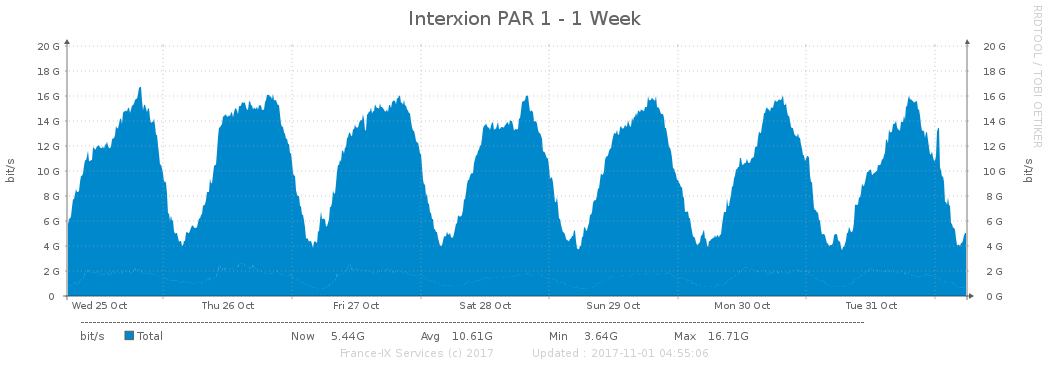 Interxion PAR 1 - 1 Week
RRDTOOL / TOBI OETIKER
bit/s
bit/s
20 G 20 G
18 G 18 G
16 G 16 G
14 G 14 G
12 G 12 G
10 G 10 G
8 G 8 G
6 G 6 G
4 G 4 G
2 G 2 G
0 0 G
Wed 25 Oct Thu 26 Oct Fri 27 Oct Sat 28 Oct Sun 29 Oct Mon 30 Oct Tue 31 Oct
bit/s Total Now 5.44G Avg 10.61G Min 3.64G Max 16.71G
France-IX Services (c) 2017 Updated : 2017-11-01 04:55:06